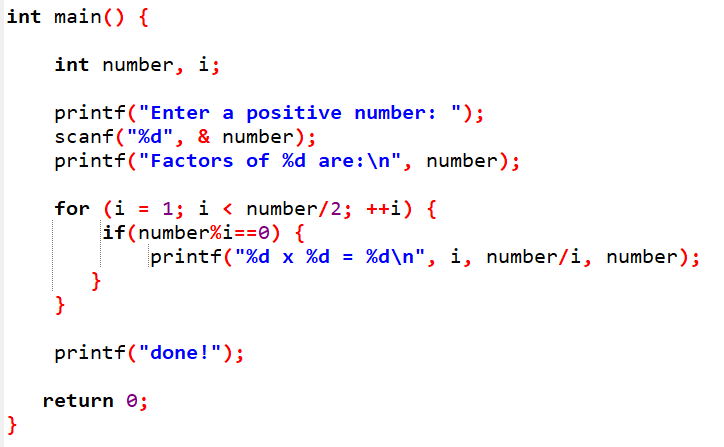 int main() {
int number, i;
printf("Enter a positive number: ");
scanf("%d", & number);
printf("Factors of %d are:\n", number);
for (i = 1; i < number/2; ++i) {
if(number%i==0) {
printf("%d x %d = %d\n", i, number/i, number);
}
}
printf("done!");
return 0;
}